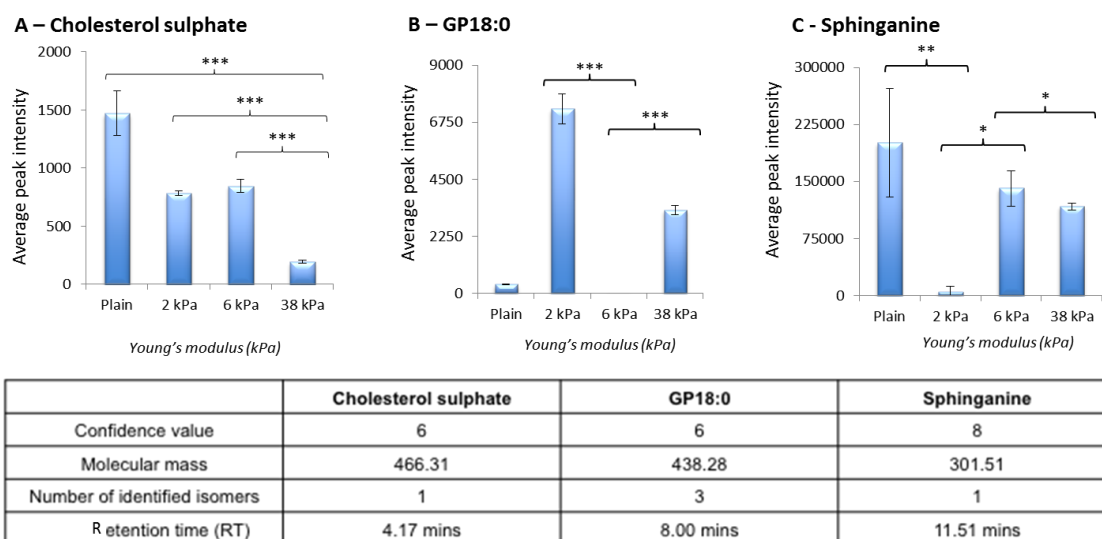 A – Cholesterol sulphate
Average peak intensity
2000
1500
1000
500
0
***
***
***
Plain 2 kPa 6 kPa 38 kPa
Young's modulus (kPa)
B – GP18:0
Average peak intensity
9000
6750
4500
2250
0
***
***
Plain 2 kPa 6 kPa 38 kPa
C - Sphinganine
Average peak intensity
300000
225000
150000
75000
0
**
*
*
Plain 2 kPa 6 kPa 38 kPa
Young's modulus (kPa)
Cholesterol sulphate GP18:0 Sphinganine
Confidence value 6 6 8
Molecular mass 466.31 438.28 301.51
Number of identified isomers 1 3 1
R etention time (RT) 4.17 mins 8.00 mins 11.51 mins